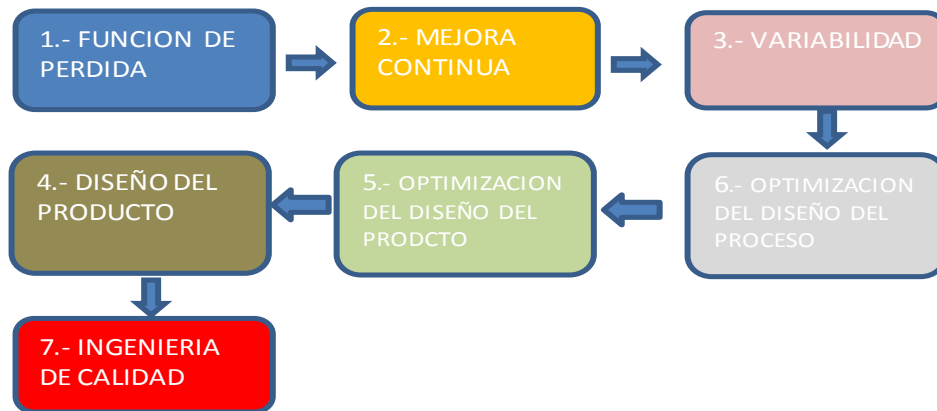 1.- FUNCION DE
PERDIDA
2.- MEJORA
CONTINUA
3.- VARIABILIDAD
4.- DISEÑO DEL
PRODUCTO
5.- OPTIMIZACION
DEL DISEÑO DEL
PRODCTO
6.- OPTIMIZACION
DEL DISEÑO DEL
PROCESO
7.- INGENIERIA
DE CALIDAD